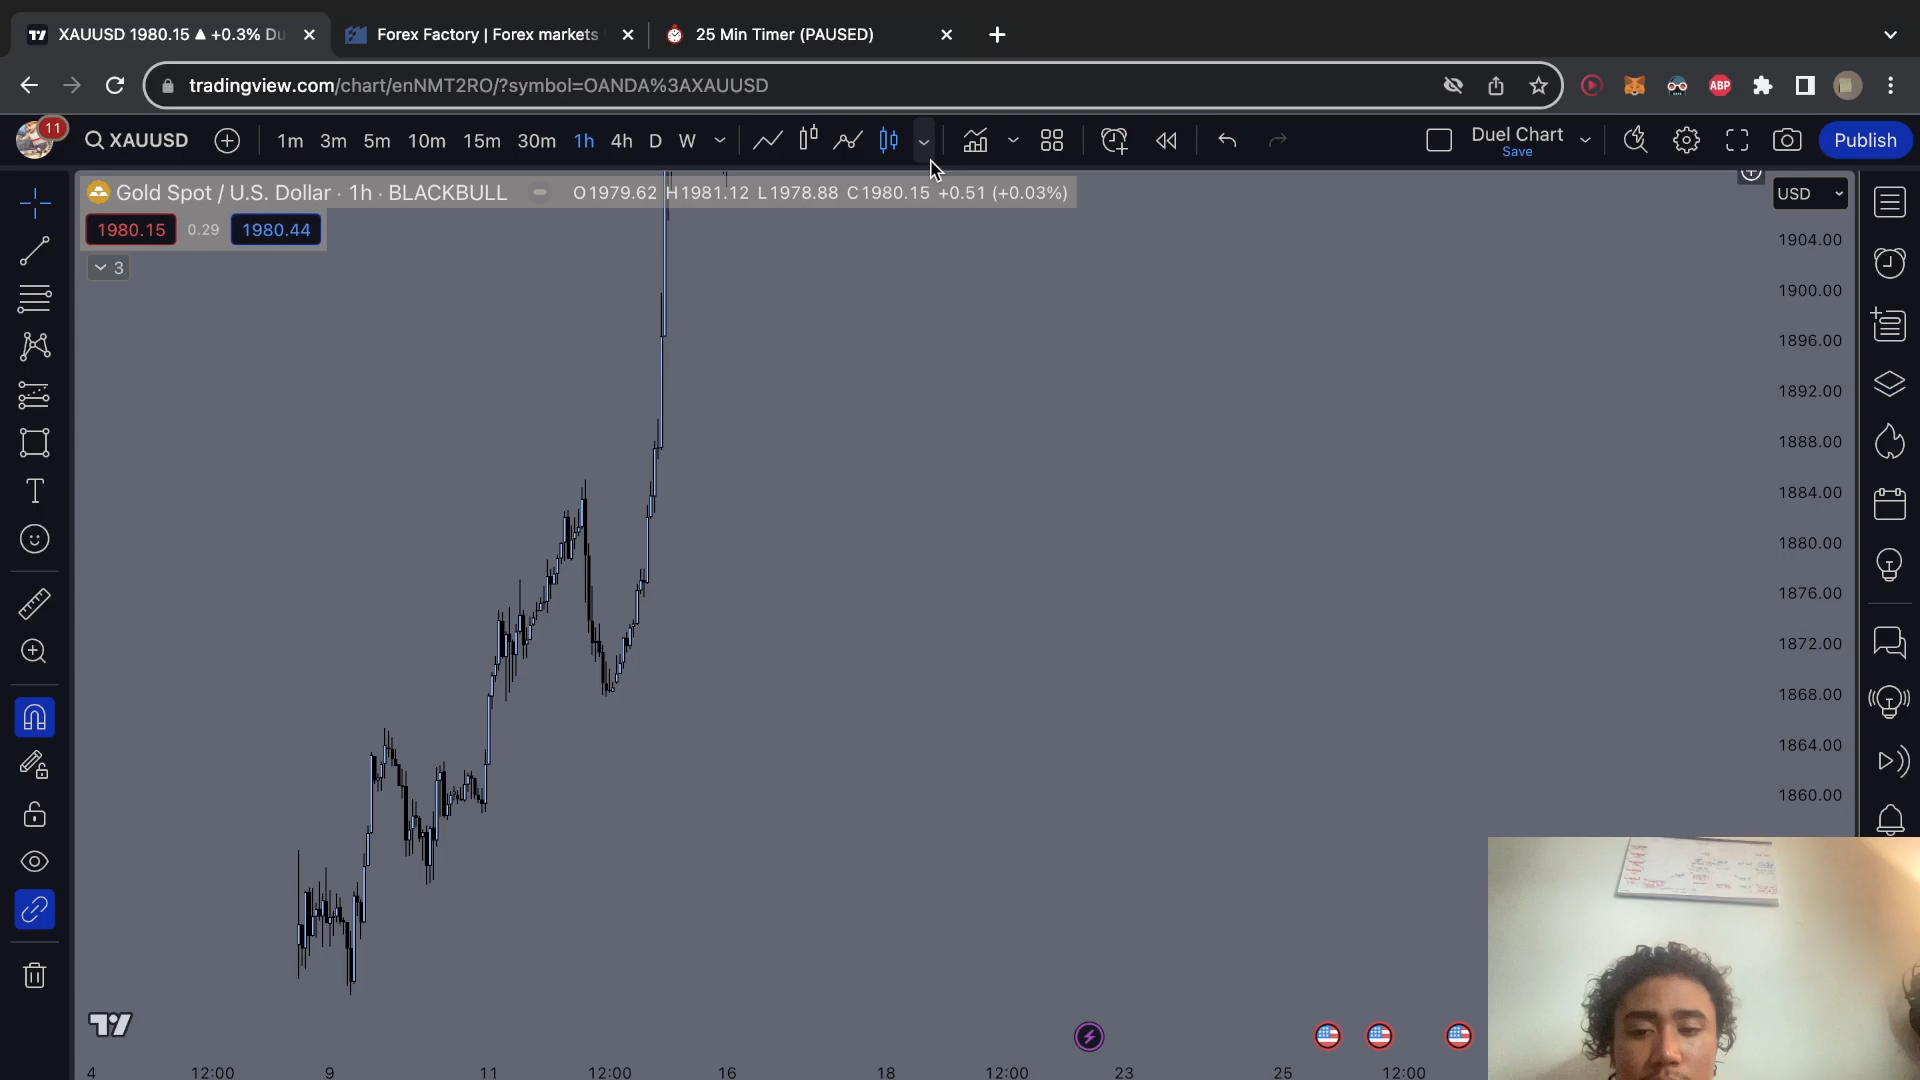 XAUUSD 1980.15 ▲ +0.3% Du
Forex Factory | Forex markets
25 Min Timer (PAUSED)
tradingview.com/chart/enNMT2RO/?symbol=OANDA%3AXAUUSD
ABP
11
XAUUSD
1m 3m 5m 10m 15m 30m 1h 4h D W
Duel Chart
Save
Publish
Gold Spot / U.S. Dollar · 1h · BLACKBULL
O1979.62 H1981.12 L1978.88 C1980.15 +0.51 (+0.03%)
USD
1980.15 0.29 1980.44
3
1904.00
1900.00
1896.00
1892.00
1888.00
1884.00
1880.00
1876.00
1872.00
1868.00
1864.00
1860.00
4 12:00 9 11 12:00 16 18 12:00 23 25 12:00